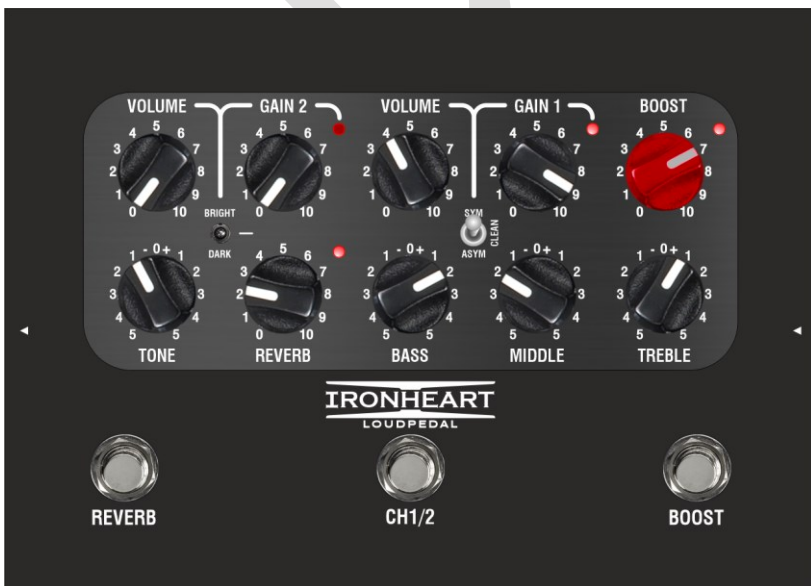 VOLUME GAIN 2 VOLUME GAIN 1 BOOST
0 1 2 3 4 5 6 7 8 9 10
0 1 2 3 4 5 6 7 8 9 10
0 1 2 3 4 5 6 7 8 9 10
0 1 2 3 4 5 6 7 8 9 10
0 1 2 3 4 5 6 7 8 9 10
BRIGHT
DARK
SYM
ASYM
CLEAN
5 4 3 2 1 - 0 + 1 2 3 4 5
0 1 2 3 4 5 6 7 8 9 10
5 4 3 2 1 - 0 + 1 2 3 4 5
5 4 3 2 1 - 0 + 1 2 3 4 5
5 4 3 2 1 - 0 + 1 2 3 4 5
TONE REVERB BASS MIDDLE TREBLE
IRONHEART
LOUDPEDAL
REVERB CH1/2 BOOST